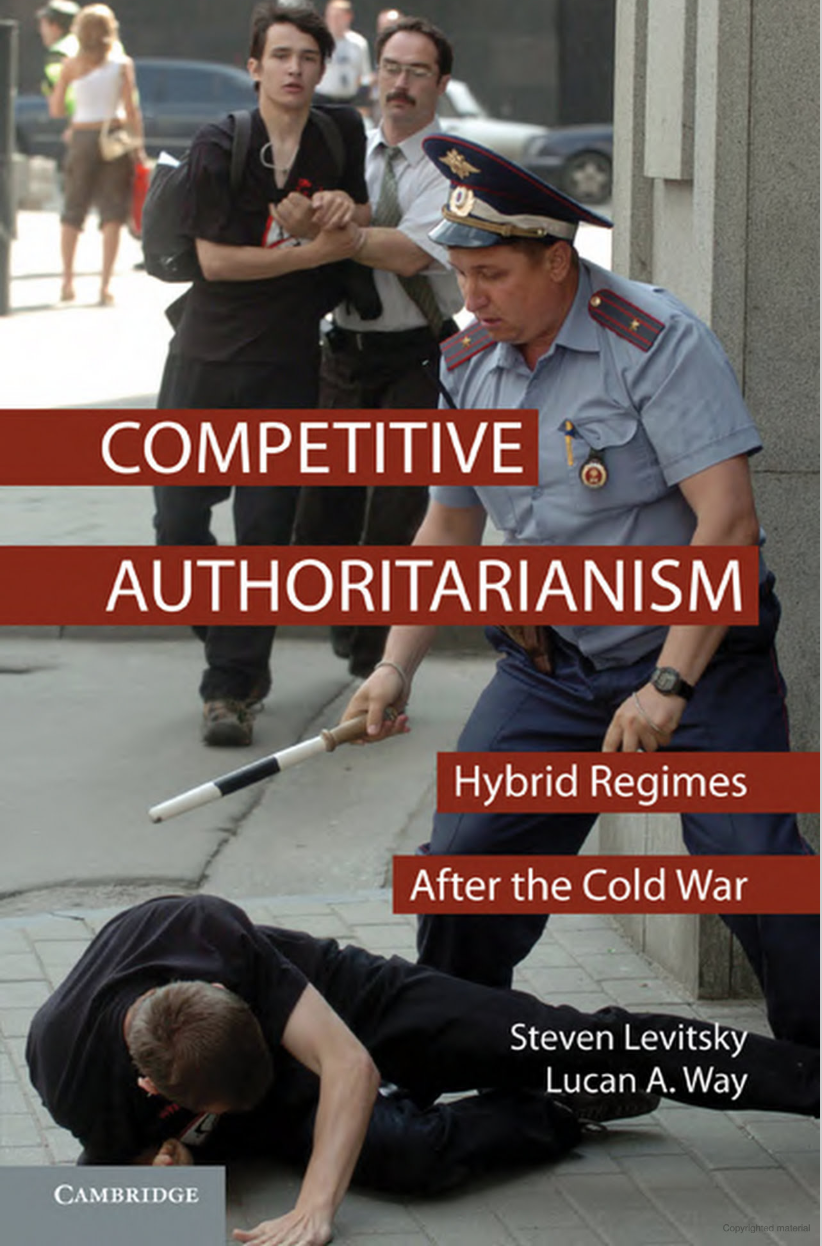 COMPETITIVE
AUTHORITARIANISM
Hybrid Regimes
After the Cold War
Steven Levitsky
Lucan A. Way
CAMBRIDGE
Copyrighted material